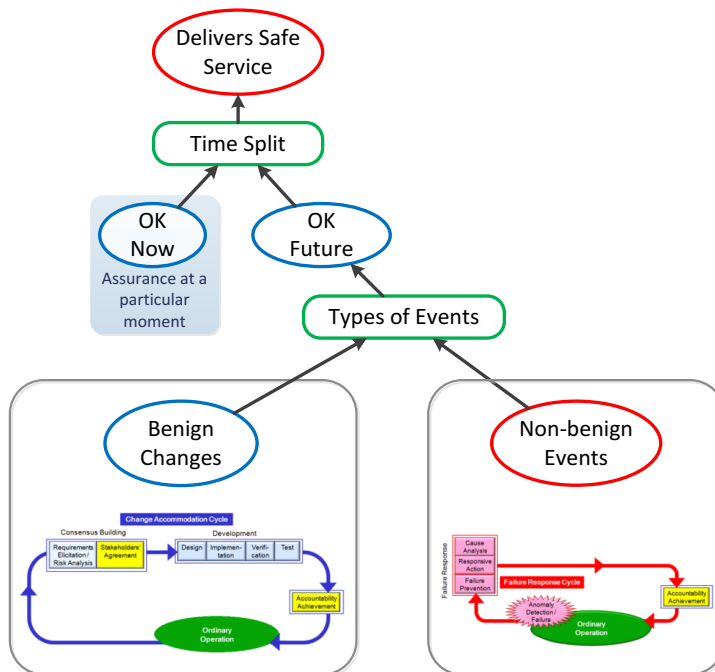 Delivers Safe
Service
Time Split
OK
Now
OK
Future
Assurance at a
particular
moment
Types of Events
Benign
Changes
Non-benign
Events
Change Accommodation Cycle
Consensus Building
Development
Requirements
Elicitation /
Risk Analysis
Stakeholders'
Agreement
Design
Implemen-
tation
Verifi-
cation
Test
Accountability
Achievement
Ordinary
Operation
Failure Response
Cause
Analysis
Responsive
Action
Failure
Prevention
Failure Response Cycle
Anomaly
Detection /
Failure
Accountability
Achievement
Ordinary
Operation